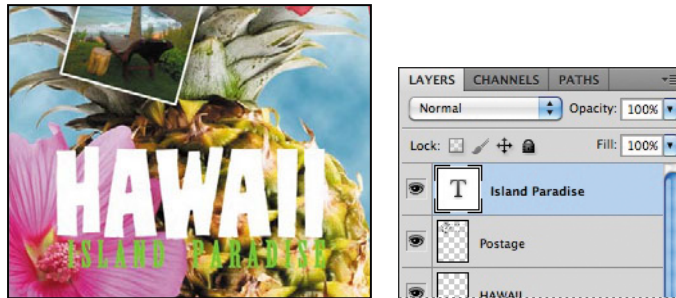 HAWAII
ISLAND PARADISE
LAYERS CHANNELS PATHS
Normal Opacity: 100%
Lock: Fill: 100%
T Island Paradise
Postage
HAWAII